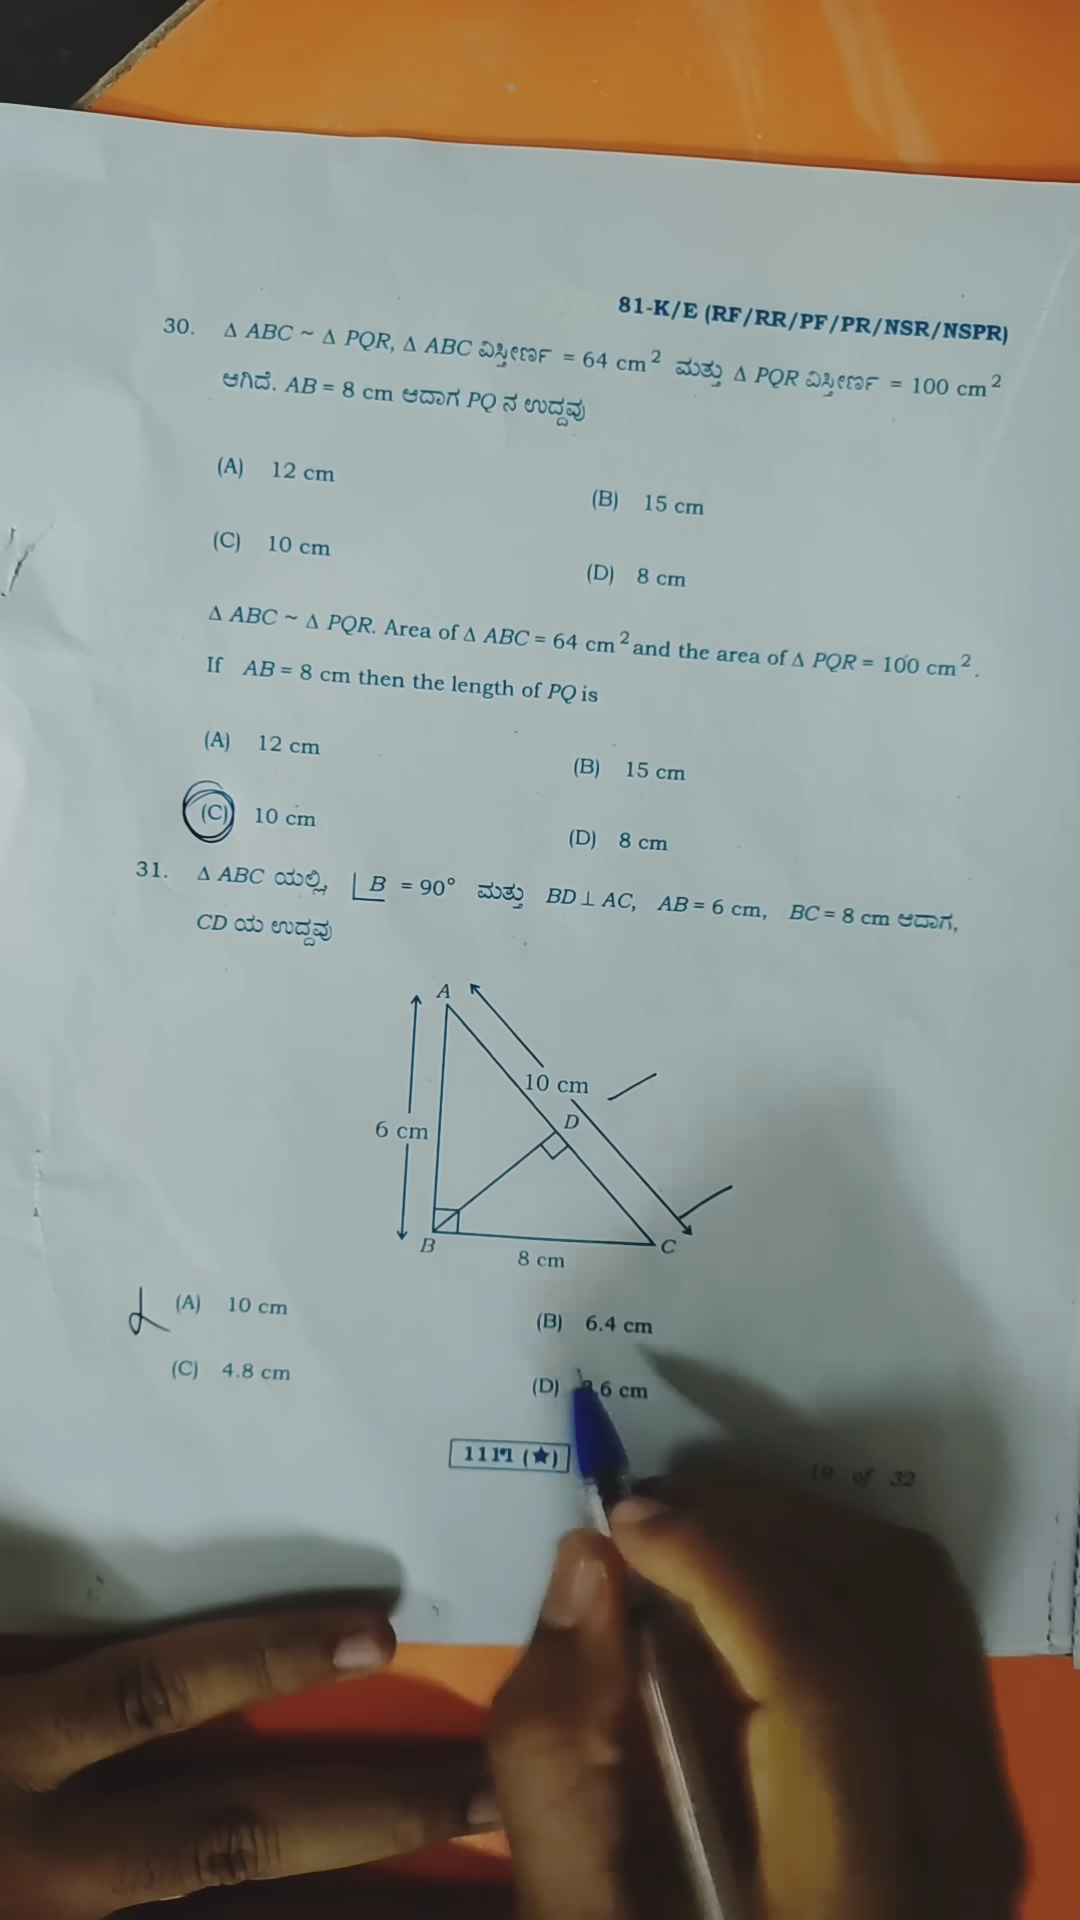 81-K/E (RF/RR/PF/PR/NSR/NSPR)
30. Δ ABC ~ Δ PQR, Δ ABC ವಿಸ್ತೀರ್ಣ = 64 cm² ಮತ್ತು Δ PQR ವಿಸ್ತೀರ್ಣ = 100 cm²
ಆಗಿದೆ. AB = 8 cm ಆದಾಗ PQ ನ ಉದ್ದವು
(A) 12 cm (B) 15 cm
(C) 10 cm (D) 8 cm
Δ ABC ~ Δ PQR. Area of Δ ABC = 64 cm² and the area of Δ PQR = 100 cm².
If AB = 8 cm then the length of PQ is
(A) 12 cm (B) 15 cm
(C) 10 cm (D) 8 cm
31. Δ ABC ಯಲ್ಲಿ, ∠B = 90° ಮತ್ತು BD ⊥ AC, AB = 6 cm, BC = 8 cm ಆದಾಗ,
CD ಯ ಉದ್ದವು
A
10 cm
D
6 cm
B
C
8 cm
(A) 10 cm (B) 6.4 cm
(C) 4.8 cm (D) .6 cm
(★)
19 of 32